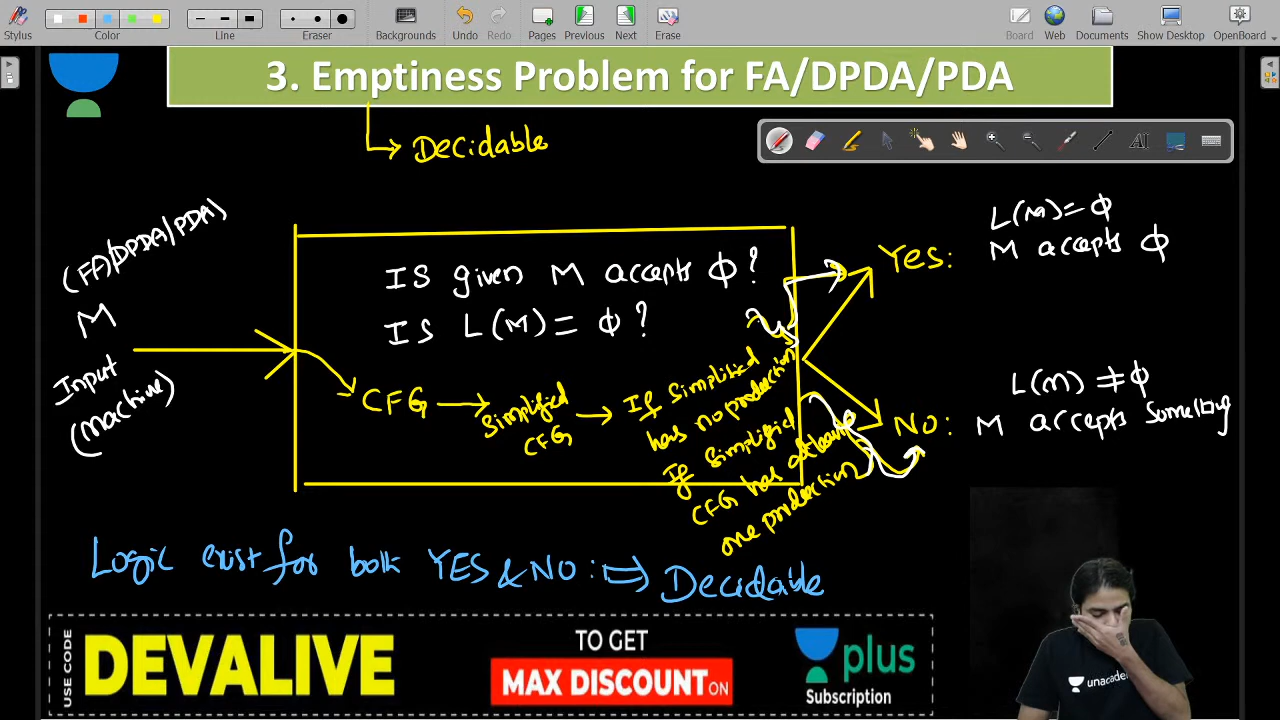 Stylus
Color
Line
Eraser
Backgrounds
Undo
Redo
Pages
Previous
Next
Erase
Board
Web
Documents
Show Desktop
OpenBoard
3. Emptiness Problem for FA/DPDA/PDA
Decidable
(FA/DPDA/PDA)
M
Input
(machine)
IS given M accepts ϕ?
IS L(M) = ϕ?
CFG
Simplified
CFG
If simplified
has no production
If simplified
CFG has atleast
one production
Yes:
L(M) = ϕ
M accepts ϕ
NO:
L(M) ≠ ϕ
M accepts Something
Logic exist for both YES & NO : ⇒ Decidable
USE CODE
DEVALIVE
TO GET
MAX DISCOUNT ON
plus
Subscription